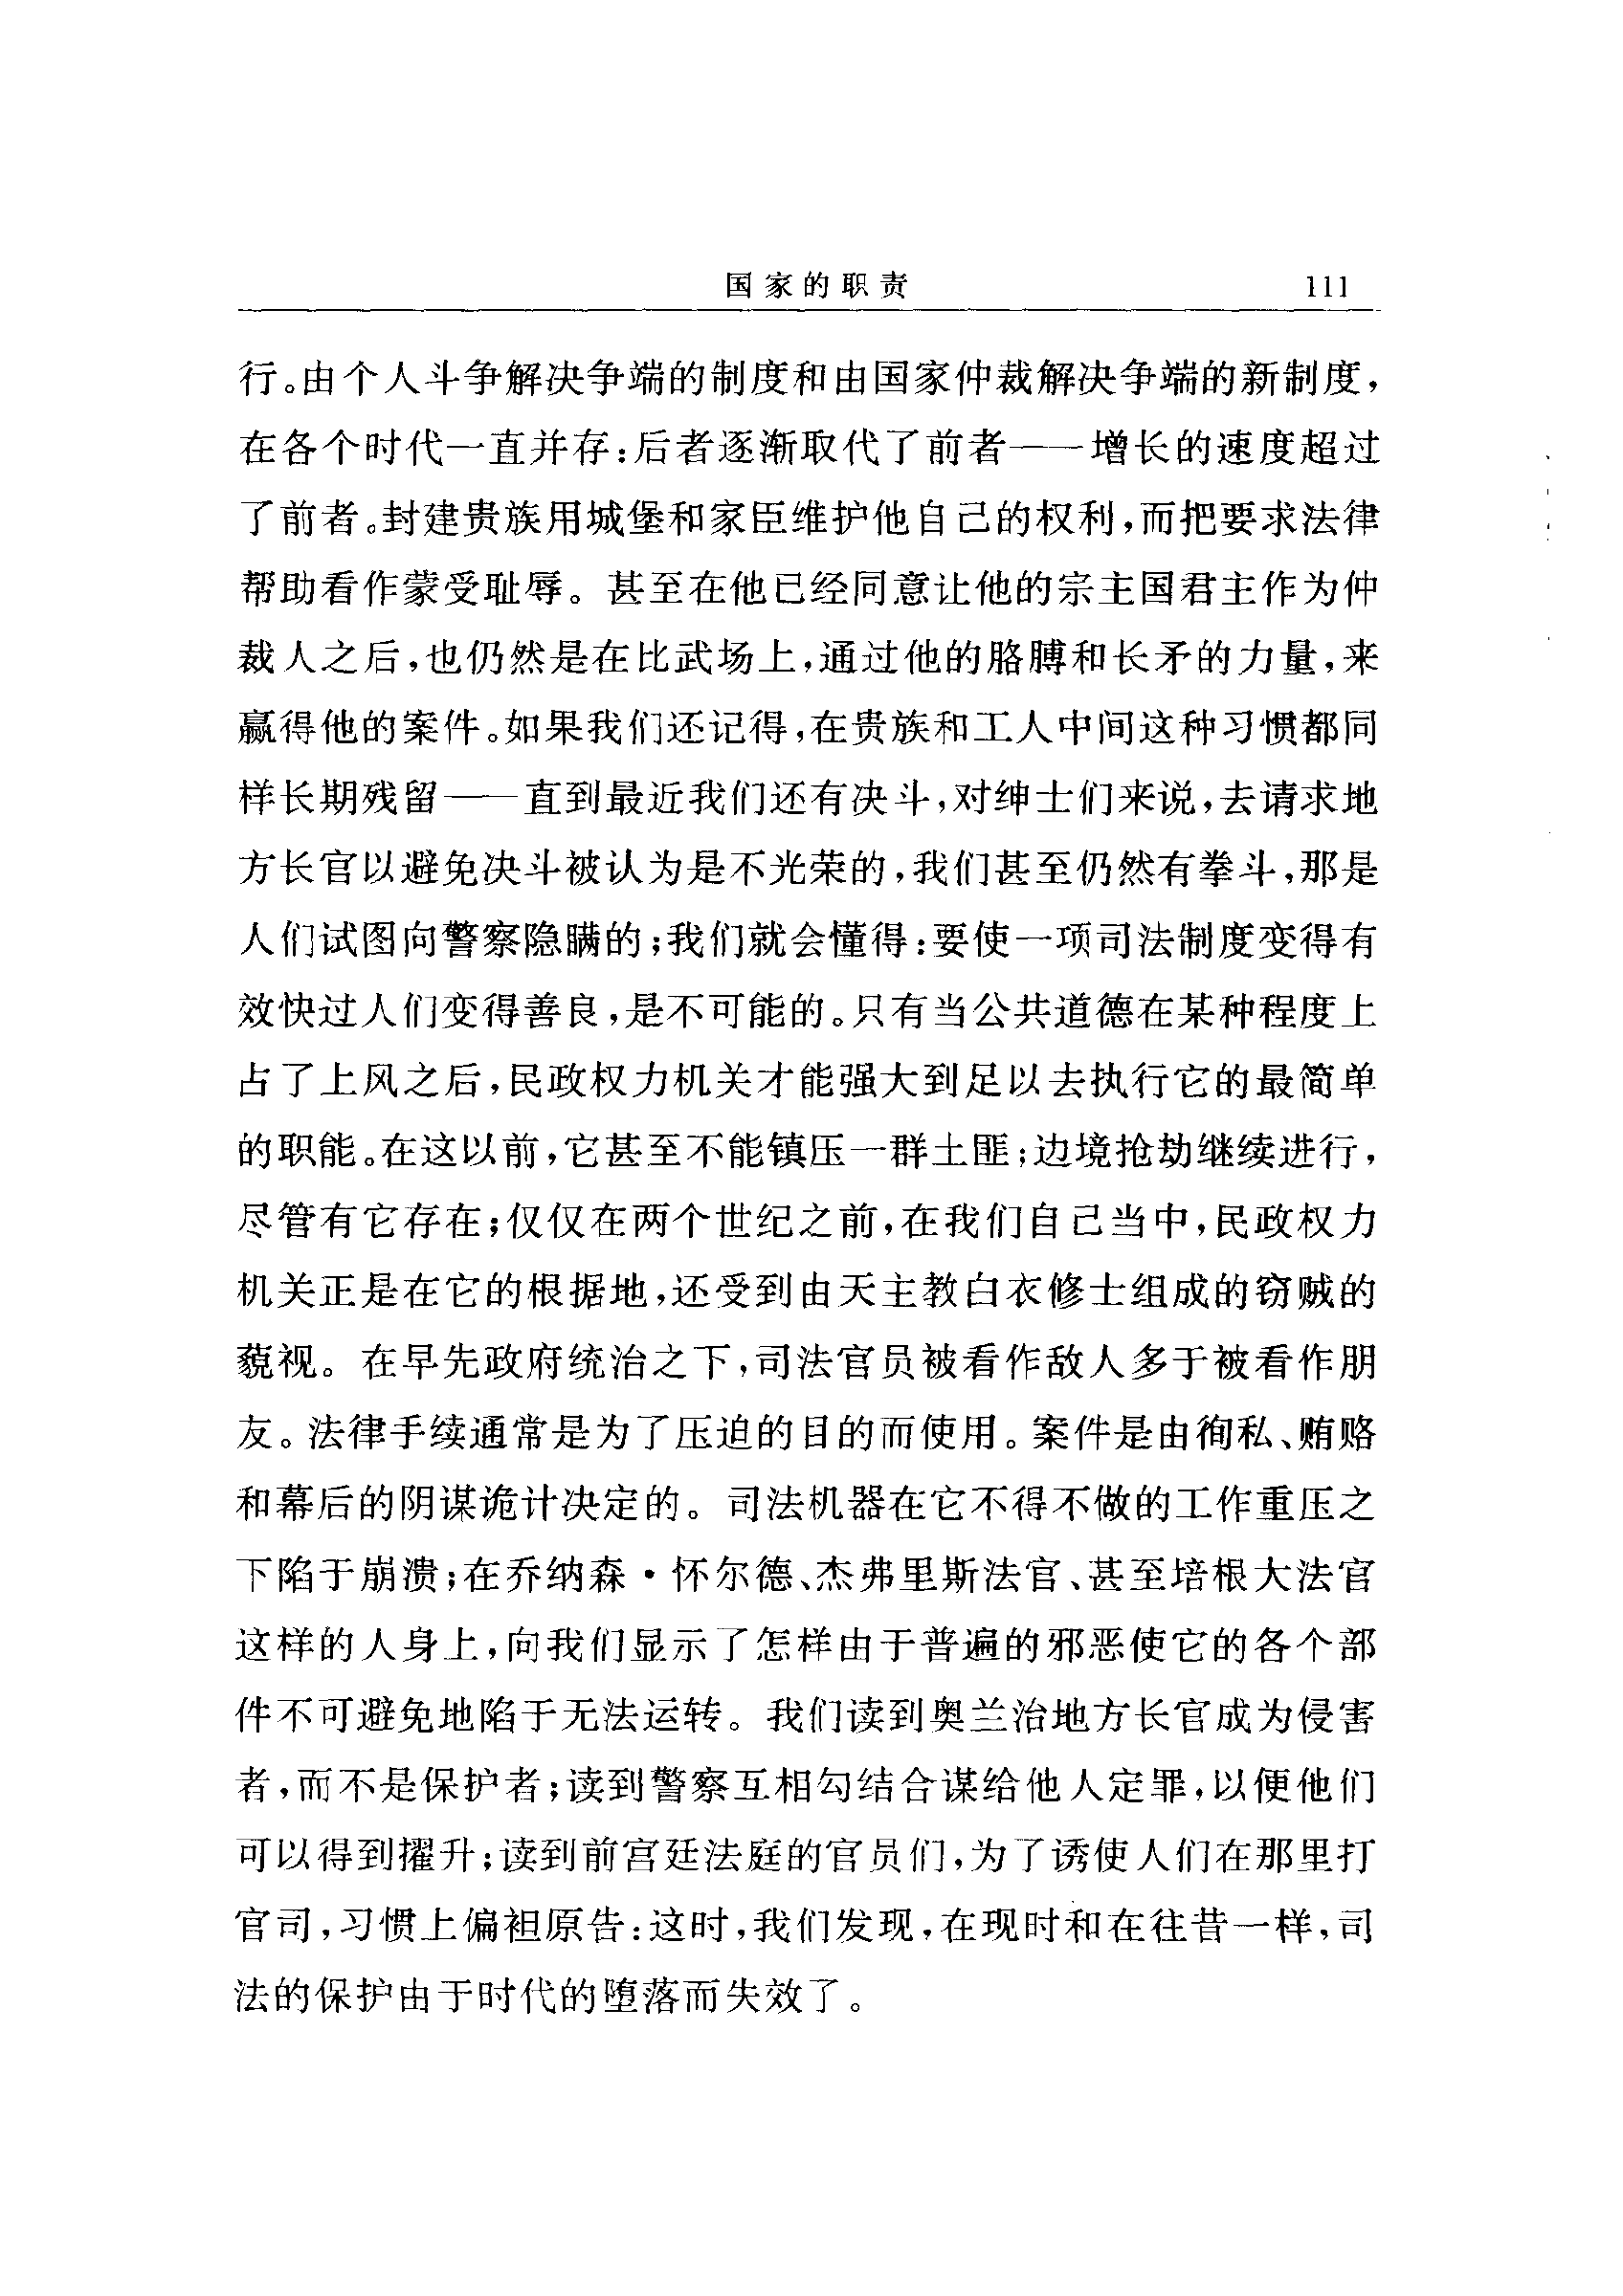 国家的职责 111
行。由个人斗争解决争端的制度和由国家仲裁解决争端的新制度，
在各个时代一直并存：后者逐渐取代了前者——增长的速度超过
了前者。封建贵族用城堡和家臣维护他自己的权利，而把要求法律
帮助看作蒙受耻辱。甚至在他已经同意让他的宗主国君主作为仲
裁人之后，也仍然是在比武场上，通过他的胳膊和长矛的力量，来
赢得他的案件。如果我们还记得，在贵族和工人中间这种习惯都同
样长期残留——直到最近我们还有决斗，对绅士们来说，去请求地
方长官以避免决斗被认为是不光荣的，我们甚至仍然有拳斗，那是
人们试图向警察隐瞒的；我们就会懂得：要使一项司法制度变得有
效快过人们变得善良，是不可能的。只有当公共道德在某种程度上
占了上风之后，民政权力机关才能强大到足以去执行它的最简单
的职能。在这以前，它甚至不能镇压一群土匪；边境抢劫继续进行，
尽管有它存在；仅仅在两个世纪之前，在我们自己当中，民政权力
机关正是在它的根据地，还受到由天主教白衣修士组成的窃贼的
藐视。在早先政府统治之下，司法官员被看作敌人多于被看作朋
友。法律手续通常是为了压迫的目的而使用。案件是由徇私、贿赂
和幕后的阴谋诡计决定的。司法机器在它不得不做的工作重压之
下陷于崩溃；在乔纳森·怀尔德、杰弗里斯法官、甚至培根大法官
这样的人身上，向我们显示了怎样由于普遍的邪恶使它的各个部
件不可避免地陷于无法运转。我们读到奥兰治地方长官成为侵害
者，而不是保护者；读到警察互相勾结合谋给他人定罪，以便他们
可以得到擢升；读到前宫廷法庭的官员们，为了诱使人们在那里打
官司，习惯上偏袒原告：这时，我们发现，在现时和在往昔一样，司
法的保护由于时代的堕落而失效了。